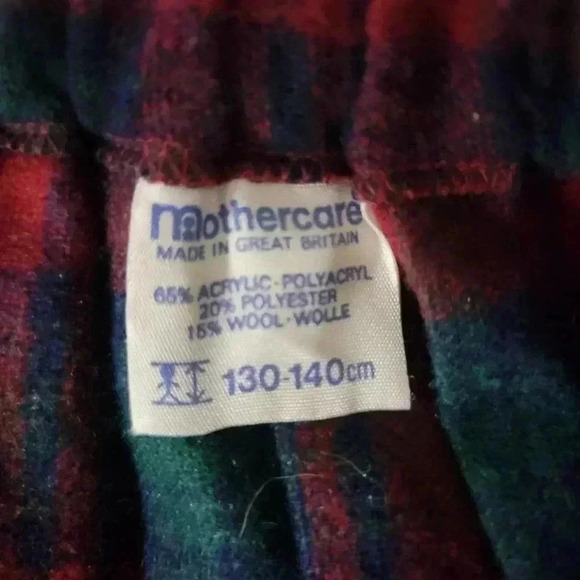 mothercare
MADE IN GREAT BRITAIN
65% ACRYLIC-POLYACRYL
20% POLYESTER
15% WOOL-WOLLE
130-140cm